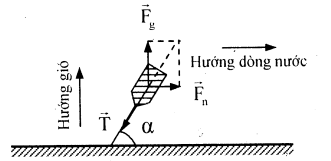 F⃗g
Hướng dòng nước
Hướng gió
F⃗n
T⃗
α